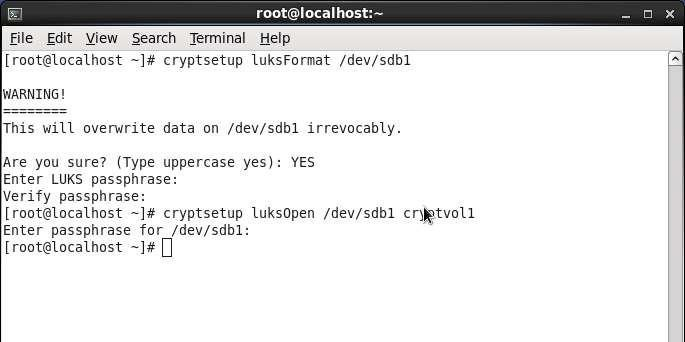 root@localhost:~
File Edit View Search Terminal Help
[root@localhost ~]# cryptsetup luksFormat /dev/sdb1
WARNING!
========
This will overwrite data on /dev/sdb1 irrevocably.
Are you sure? (Type uppercase yes): YES
Enter LUKS passphrase:
Verify passphrase:
[root@localhost ~]# cryptsetup luksOpen /dev/sdb1 cryptvol1
Enter passphrase for /dev/sdb1:
[root@localhost ~]#